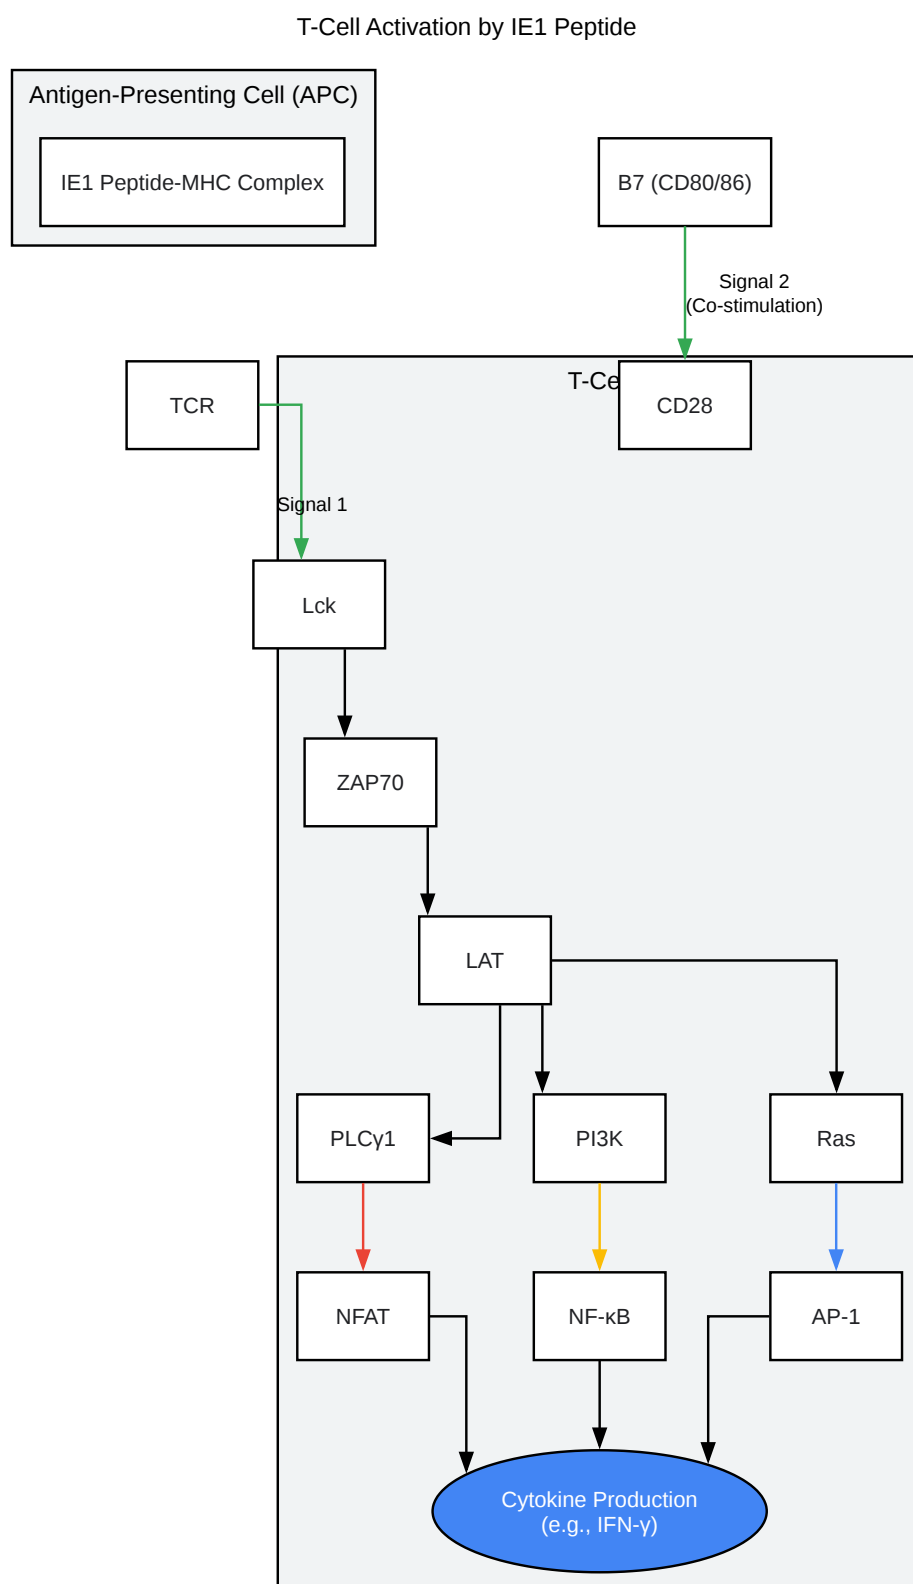 T-Cell Activation by IE1 Peptide
Antigen-Presenting Cell (APC)
IE1 Peptide-MHC Complex
B7 (CD80/86)
Signal 2
(Co-stimulation)
T-Ce
TCR
CD28
Signal 1
Lck
ZAP70
LAT
PLCγ1
PI3K
Ras
NFAT
NF-κB
AP-1
Cytokine Production
(e.g., IFN-γ)